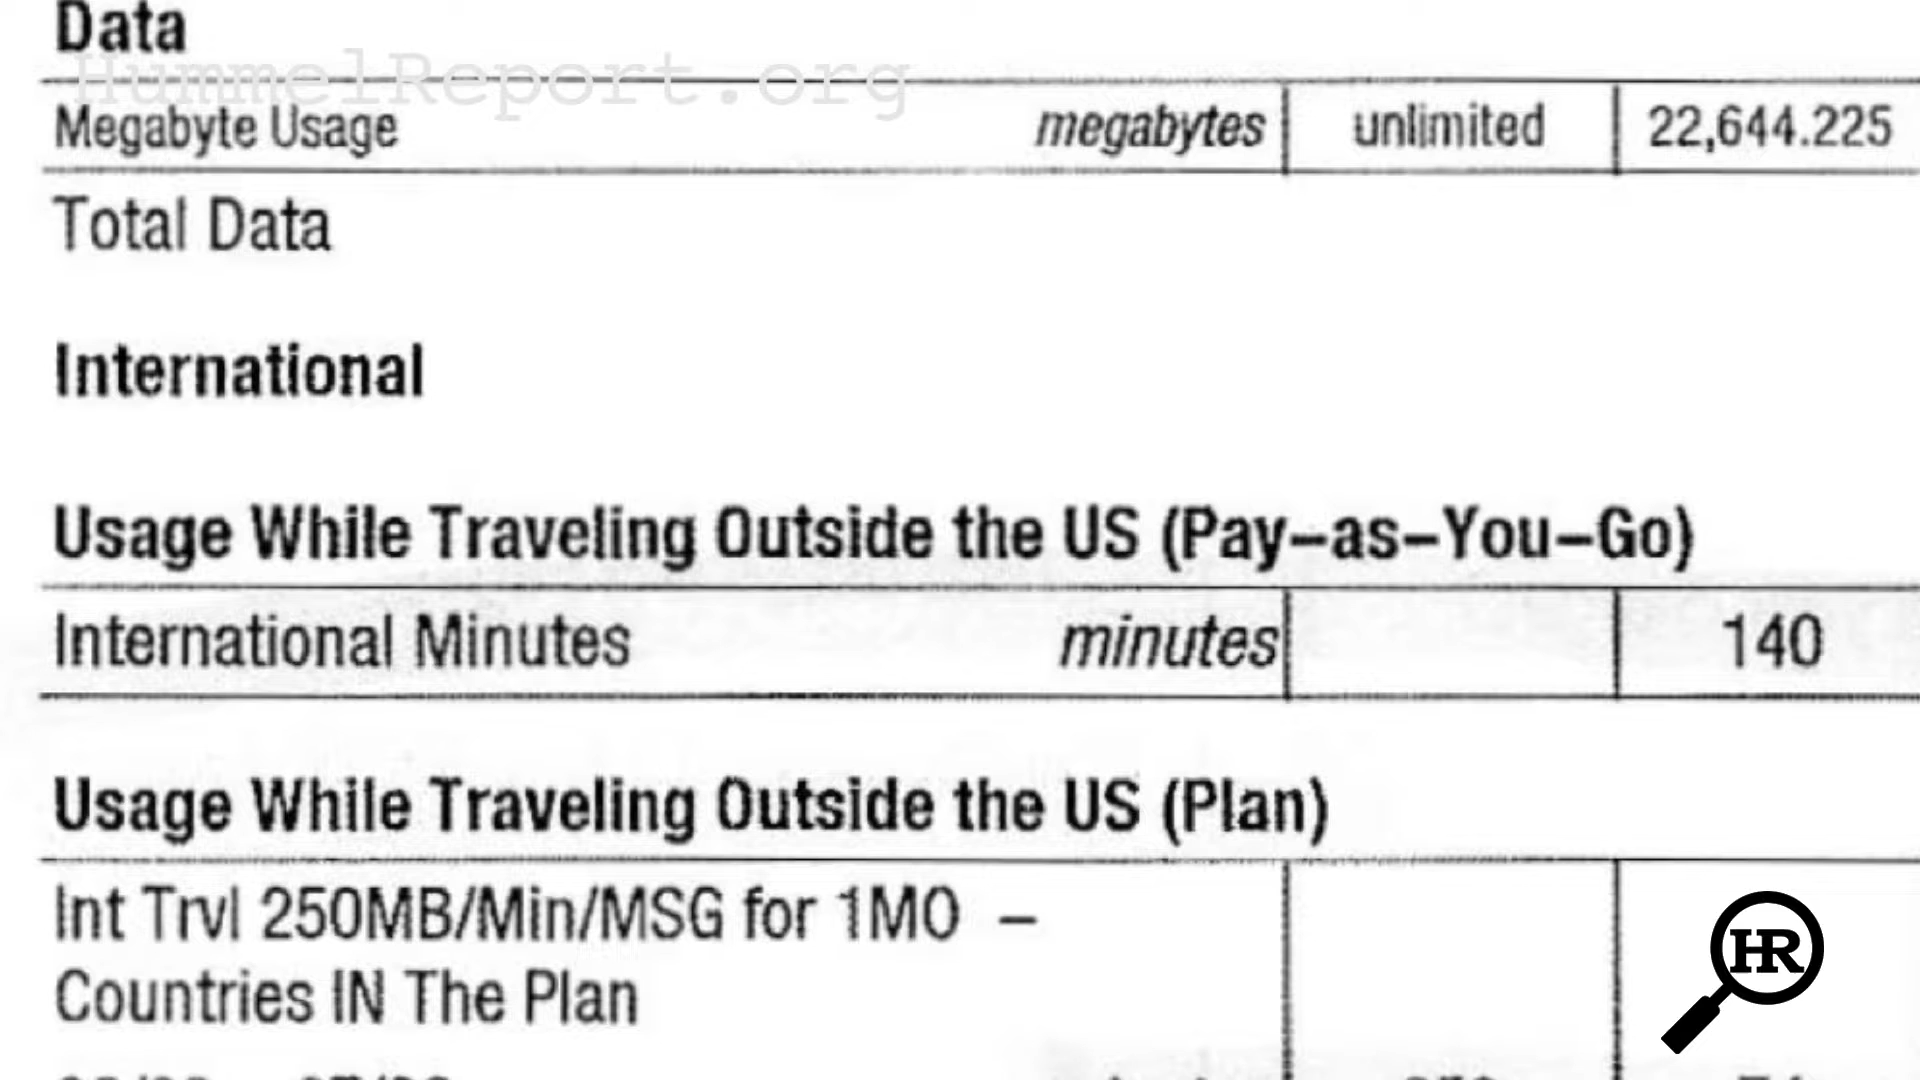 Data
HummelReport.org
Megabyte Usage megabytes unlimited 22,644.225
Total Data
International
Usage While Traveling Outside the US (Pay–as–You–Go)
International Minutes minutes 140
Usage While Traveling Outside the US (Plan)
Int Trvl 250MB/Min/MSG for 1MO –
Countries IN The Plan
HR